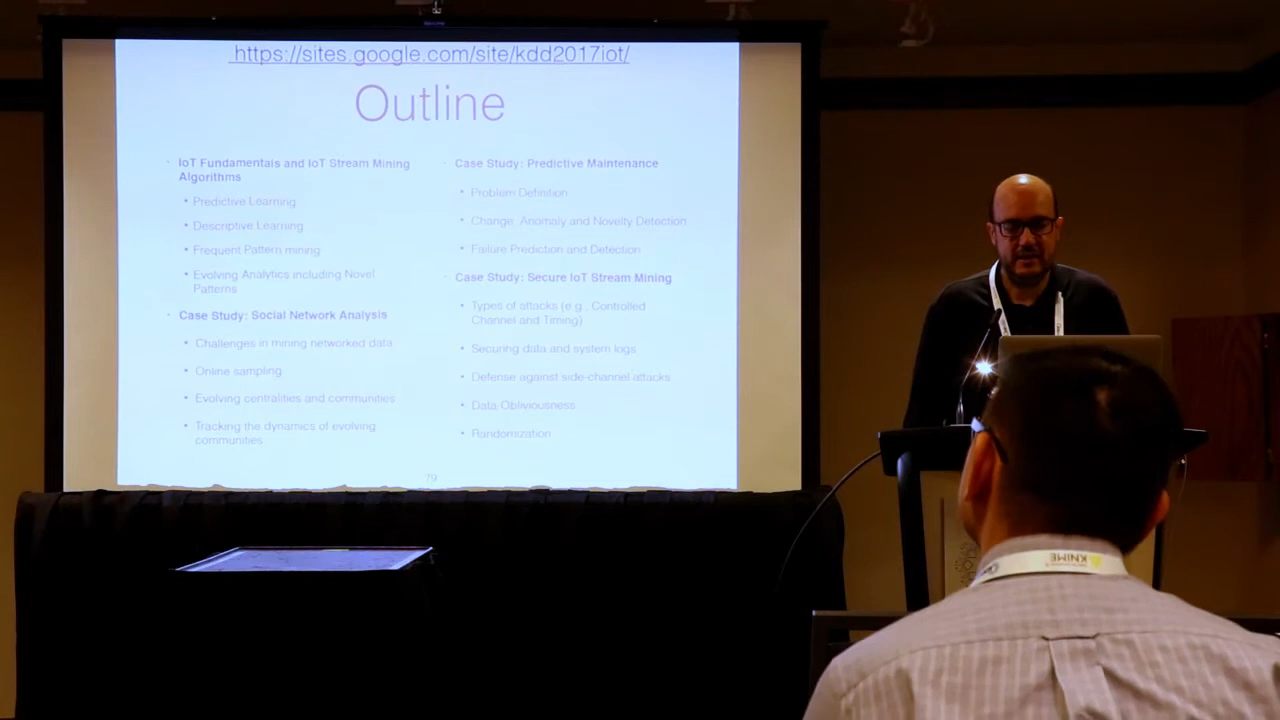 https://sites.google.com/site/kdd2017iot/
Outline
IoT Fundamentals and IoT Stream Mining
Algorithms
• Predictive Learning
• Descriptive Learning
• Frequent Pattern mining
• Evolving Analytics including Novel
Patterns
Case Study: Social Network Analysis
• Challenges in mining networked data
• Online sampling
• Evolving centralities and communities
• Tracking the dynamics of evolving
communities
Case Study: Predictive Maintenance
• Problem Definition
• Change, Anomaly and Novelty Detection
• Failure Prediction and Detection
Case Study: Secure IoT Stream Mining
• Types of attacks (e.g., Controlled
Channel and Timing)
• Securing data and system logs
• Defense against side-channel attacks
• Data-Obliviousness
• Randomization
79
KNIME